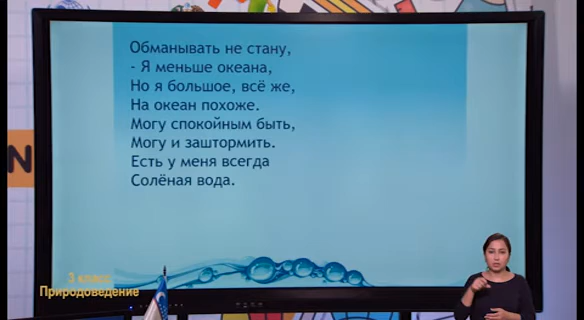 Обманывать не стану,
- Я меньше океана,
Но я большое, всё же,
На океан похоже.
Могу спокойным быть,
Могу и заштормить.
Есть у меня всегда
Солёная вода.
N
3 класс
Природоведение